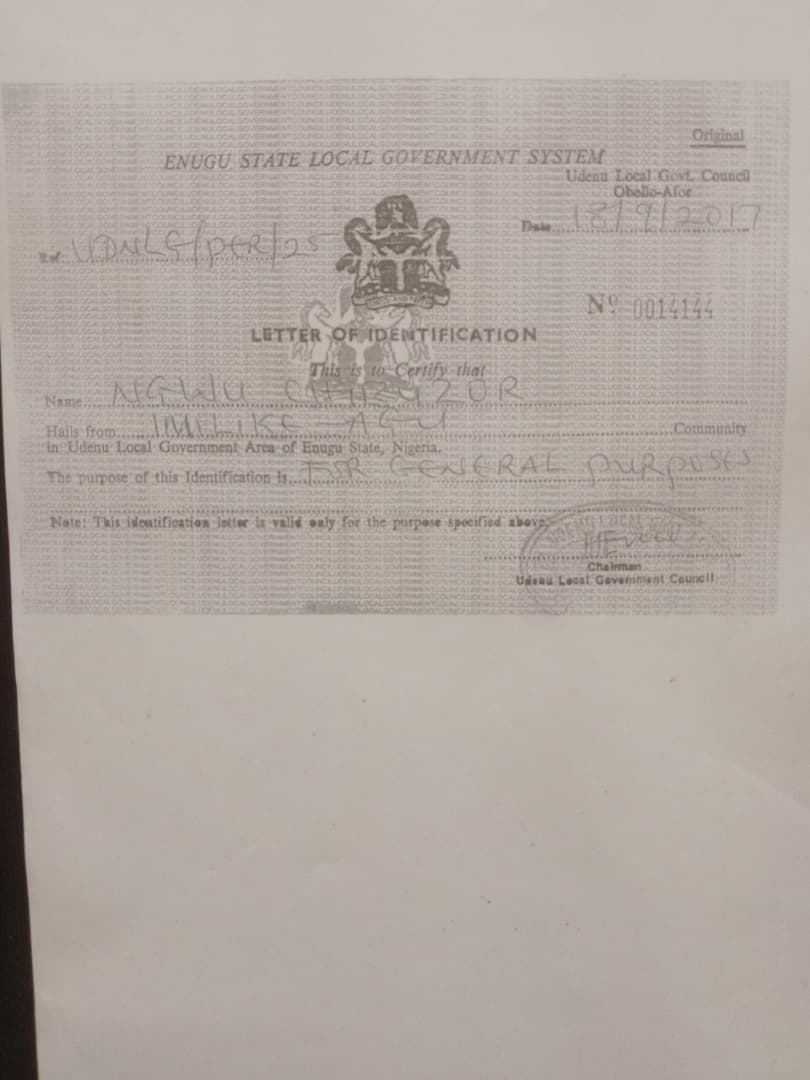 Original
ENUGU STATE LOCAL GOVERNMENT SYSTEM
Udenu Local Govt. Council
Obollo-Afor
Date 18/9/2017
Ref. UDNLG/PER/25
Nº 0014144
LETTER OF IDENTIFICATION
This is to Certify that
Name NGWU
Hails from IMILIKE-AGU Community
in Udenu Local Government Area of Enugu State, Nigeria.
The purpose of this Identification is FOR GENERAL PURPOSES
Note: This identification letter is valid only for the purpose specified above.
Chairman
Udenu Local Government Council